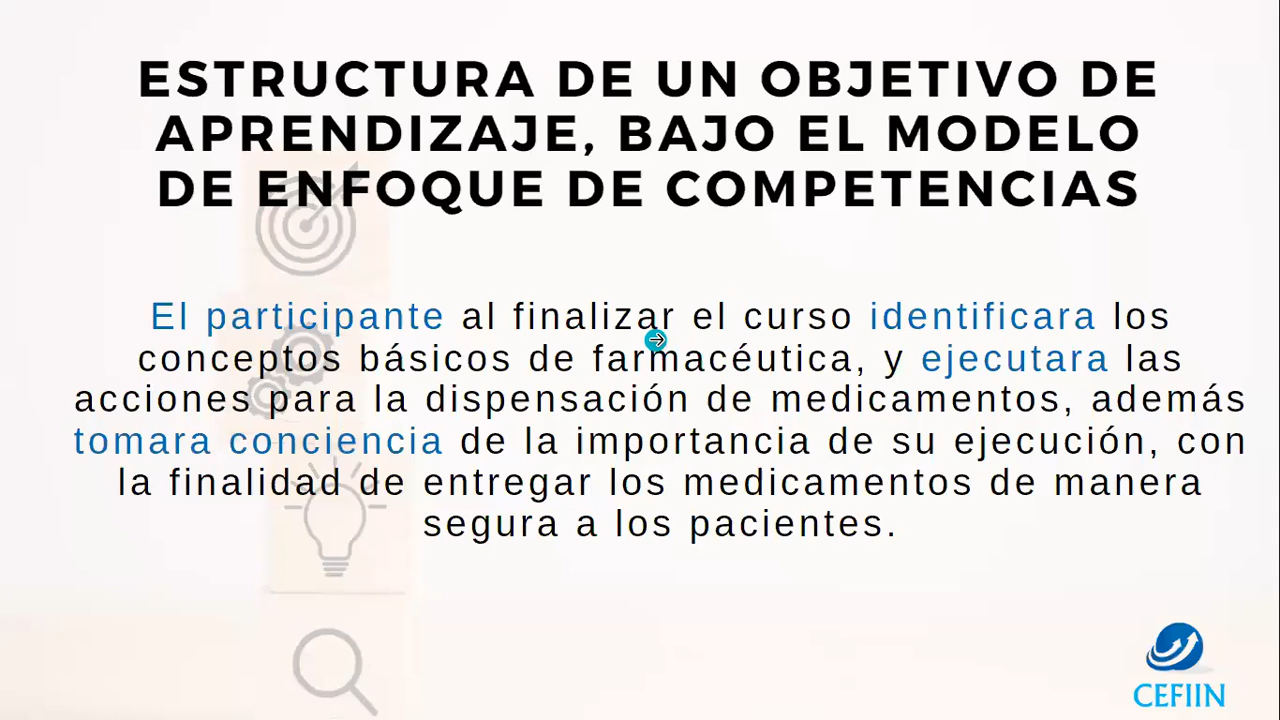 ESTRUCTURA DE UN OBJETIVO DE
APRENDIZAJE, BAJO EL MODELO
DE ENFOQUE DE COMPETENCIAS
El participante al finalizar el curso identificara los
conceptos básicos de farmacéutica, y ejecutara las
acciones para la dispensación de medicamentos, además
tomara conciencia de la importancia de su ejecución, con
la finalidad de entregar los medicamentos de manera
segura a los pacientes.
CEFIIN